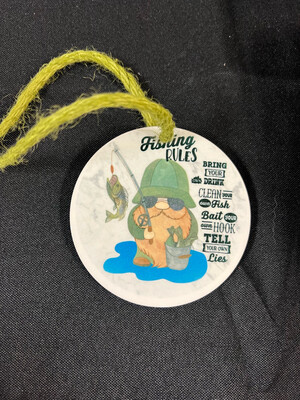 Fishing
RULES
BRING
YOUR
OWN DRINK
CLEAN YOUR
OWN Fish
Bait YOUR
OWN HOOK
TELL
YOUR OWN
Lies